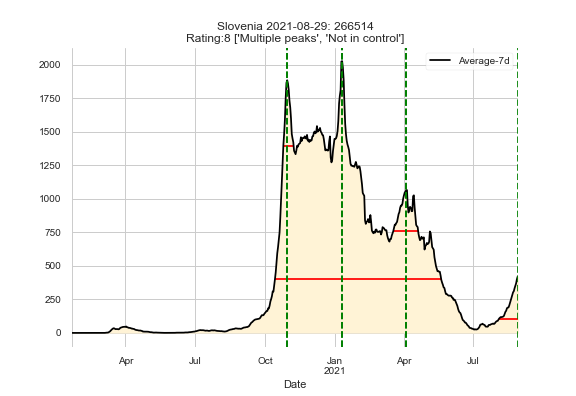 Slovenia 2021-08-29: 266514
Rating:8 ['Multiple peaks', 'Not in control']
Average-7d
2000
1750
1500
1250
1000
750
500
250
0
Apr
Jul
Oct
Jan
2021
Apr
Jul
Date